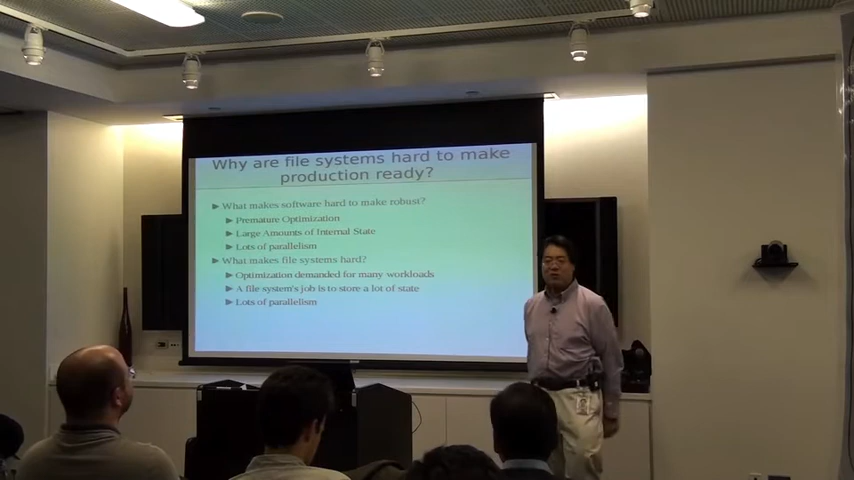 Why are file systems hard to make
production ready?
What makes software hard to make robust?
Premature Optimization
Large Amounts of Internal State
Lots of parallelism
What makes file systems hard?
Optimization demanded for many workloads
A file system's job is to store a lot of state
Lots of parallelism